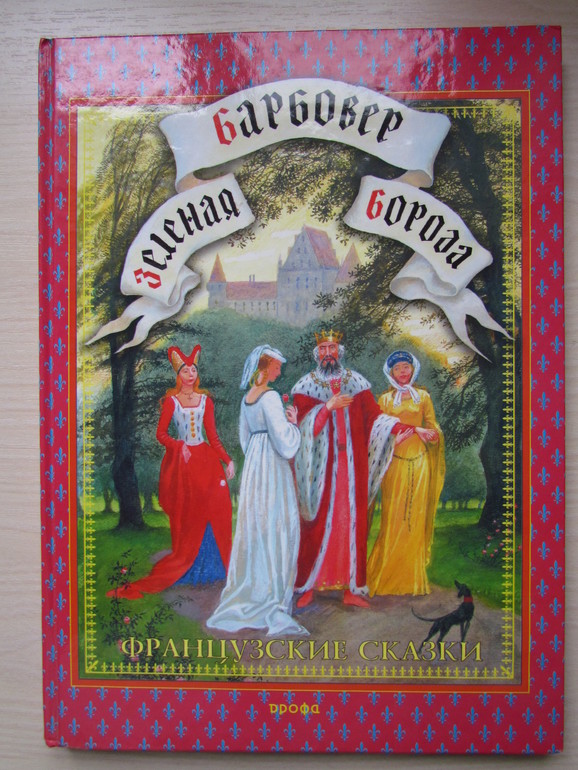 Барбовер
Зеленая
Борода
ФРАНЦУЗСКИЕ СКАЗКИ
дрофа